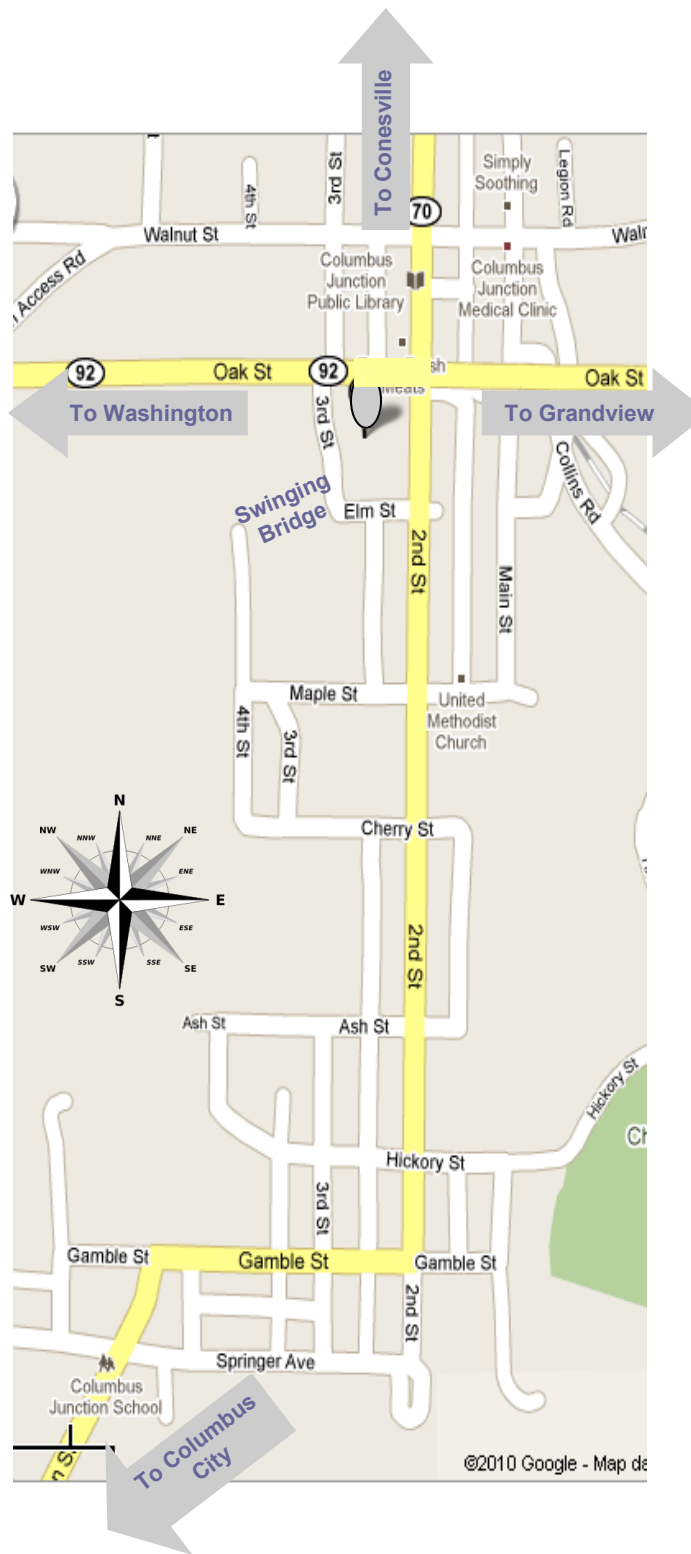 To Conesville
3rd St
4th St
Legion Rd
Simply
Soothing
70
Walnut St
Columbus
Junction
Public Library
Columbus
Junction
Medical Clinic
Access Rd
92
Oak St
92
Meats
Oak St
To Washington
3rd St
To Grandview
Collins Rd
Swinging
Bridge
Elm St
2nd St
Main St
Maple St
United
Methodist
Church
4th St
3rd St
N
NW
NNW
NNE
NE
WNW
ENE
W
E
WSW
ESE
SW
SSW
SSE
SE
S
Cherry St
2nd St
Ash St
Ash St
Hickory St
Hickory St
3rd St
Gamble St
Gamble St
Gamble St
2nd St
Springer Ave
Columbus
Junction School
To Columbus
City
©2010 Google - Map da